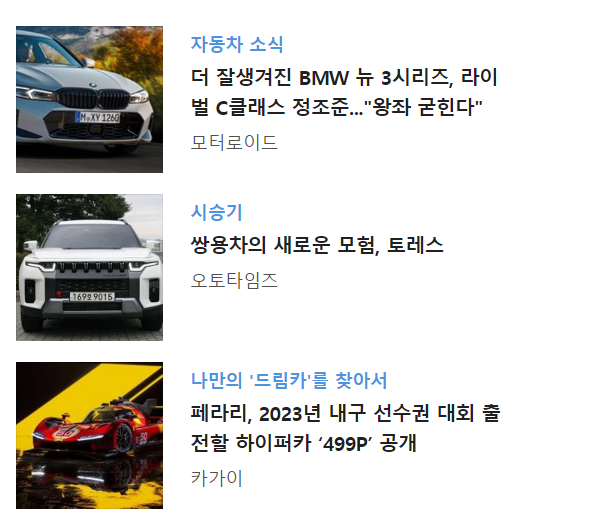 자동차 소식
더 잘생겨진 BMW 뉴 3시리즈, 라이
벌 C클래스 정조준..."왕좌 굳힌다"
모터로이드
M·XY 1260
시승기
쌍용차의 새로운 모험, 토레스
오토타임즈
나만의 '드림카'를 찾아서
페라리, 2023년 내구 선수권 대회 출
전할 하이퍼카 ‘499P’ 공개
카가이